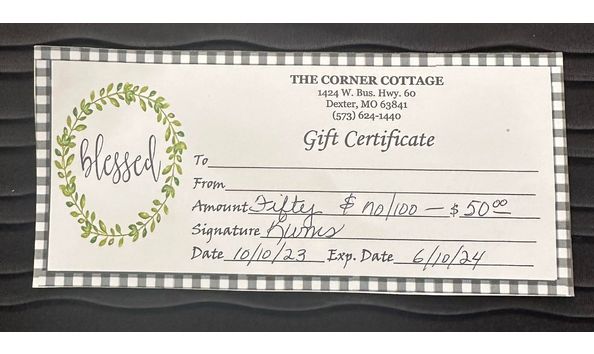 THE CORNER COTTAGE
1424 W. Bus. Hwy. 60
Dexter, MO 63841
(573) 624-1440
Gift Certificate
blessed
To
From
Amount Fifty & no/100 — $50 00
Signature
Date 10/10/23 Exp. Date 6/10/24